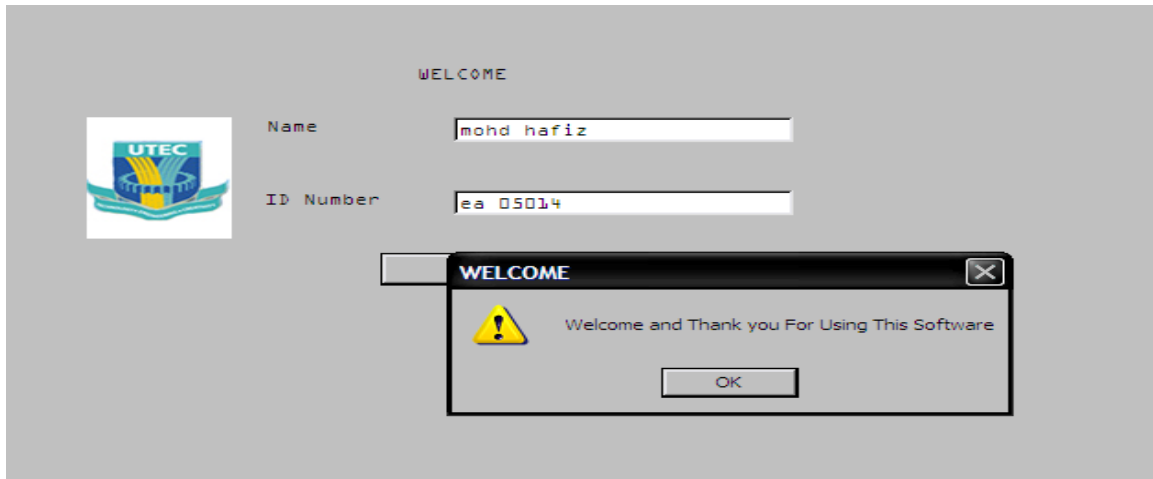 WELCOME
Name
mohd hafiz
UTEC
ID Number
ea 05014
WELCOME
Welcome and Thank you For Using This Software
OK